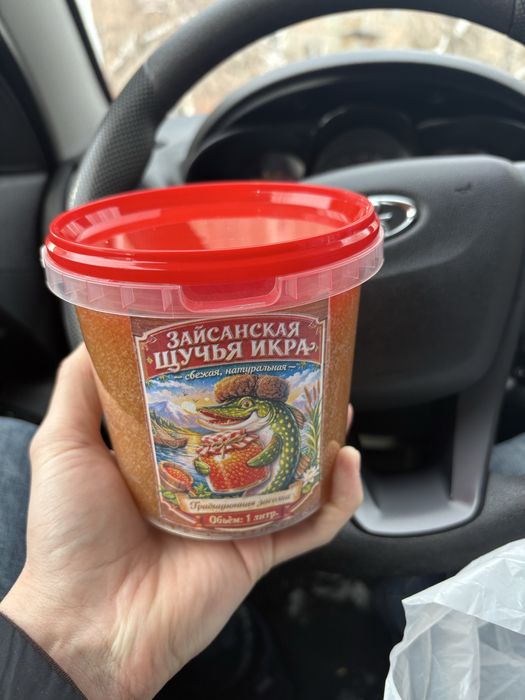 ЗАЙСАНСКАЯ
ЩУЧЬЯ ИКРА
свежая, натуральная
Традиционная засолка
Объём: 1 литр.